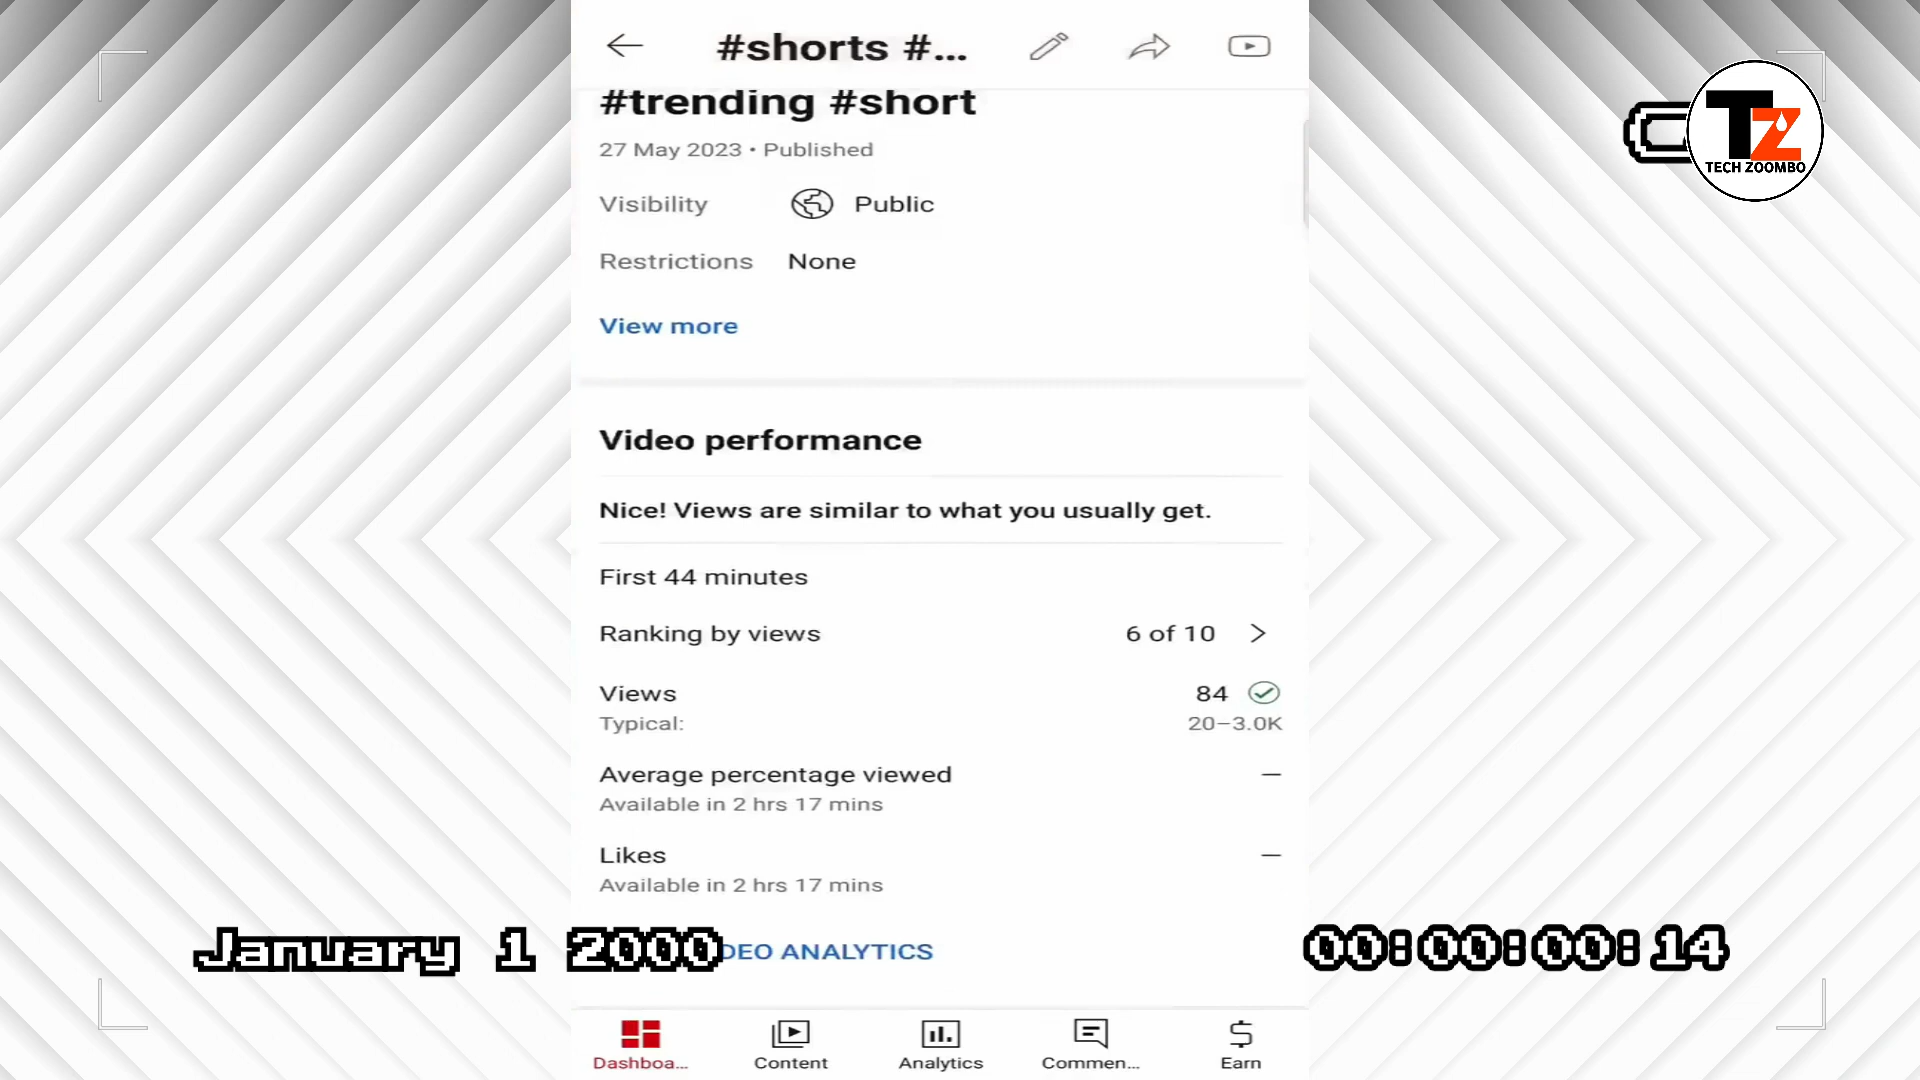 #shorts #...
#trending #short
27 May 2023 • Published
Visibility Public
Restrictions None
View more
Video performance
Nice! Views are similar to what you usually get.
First 44 minutes
Ranking by views 6 of 10
Views 84
Typical: 20–3.0K
Average percentage viewed —
Available in 2 hrs 17 mins
Likes —
Available in 2 hrs 17 mins
DEO ANALYTICS
Dashboa... Content Analytics Commen... Earn
TZ
TECH ZOOMBO
January 1 2000
00:00:00:14